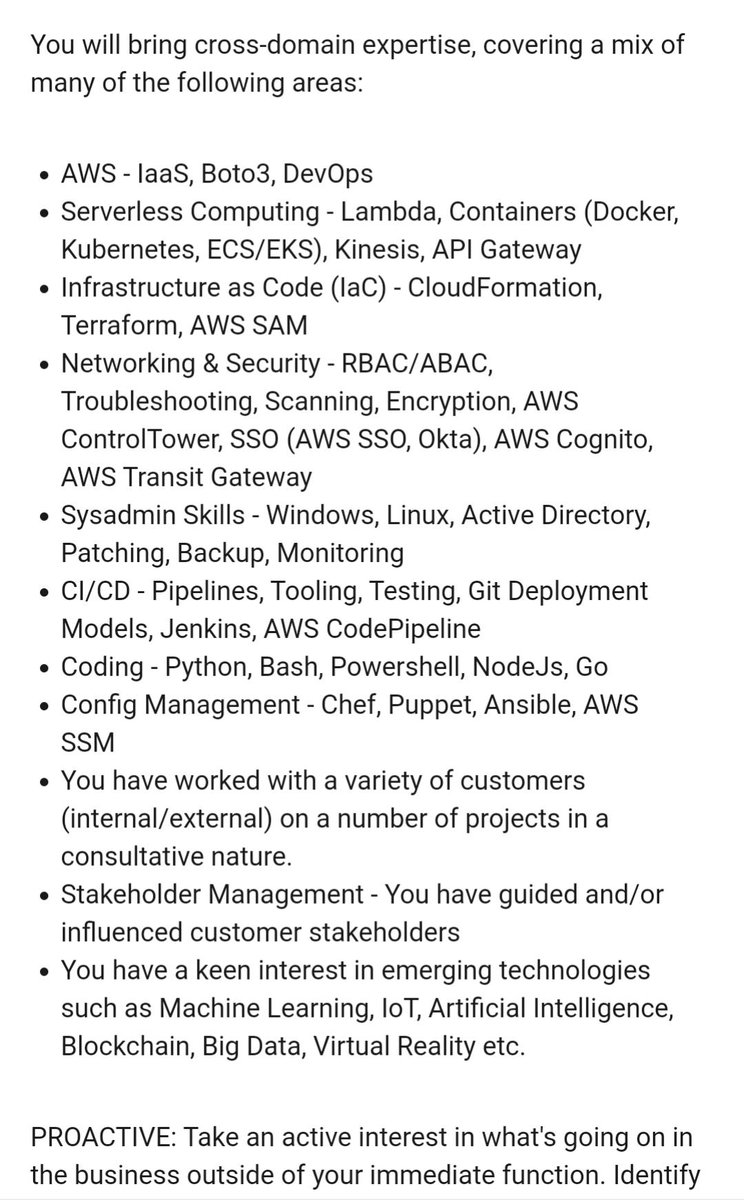 You will bring cross-domain expertise, covering a mix of
many of the following areas:
• AWS - IaaS, Boto3, DevOps
• Serverless Computing - Lambda, Containers (Docker,
Kubernetes, ECS/EKS), Kinesis, API Gateway
• Infrastructure as Code (IaC) - CloudFormation,
Terraform, AWS SAM
• Networking & Security - RBAC/ABAC,
Troubleshooting, Scanning, Encryption, AWS
ControlTower, SSO (AWS SSO, Okta), AWS Cognito,
AWS Transit Gateway
• Sysadmin Skills - Windows, Linux, Active Directory,
Patching, Backup, Monitoring
• CI/CD - Pipelines, Tooling, Testing, Git Deployment
Models, Jenkins, AWS CodePipeline
• Coding - Python, Bash, Powershell, NodeJs, Go
• Config Management - Chef, Puppet, Ansible, AWS
SSM
• You have worked with a variety of customers
(internal/external) on a number of projects in a
consultative nature.
• Stakeholder Management - You have guided and/or
influenced customer stakeholders
• You have a keen interest in emerging technologies
such as Machine Learning, IoT, Artificial Intelligence,
Blockchain, Big Data, Virtual Reality etc.
PROACTIVE: Take an active interest in what's going on in
the business outside of your immediate function. Identify